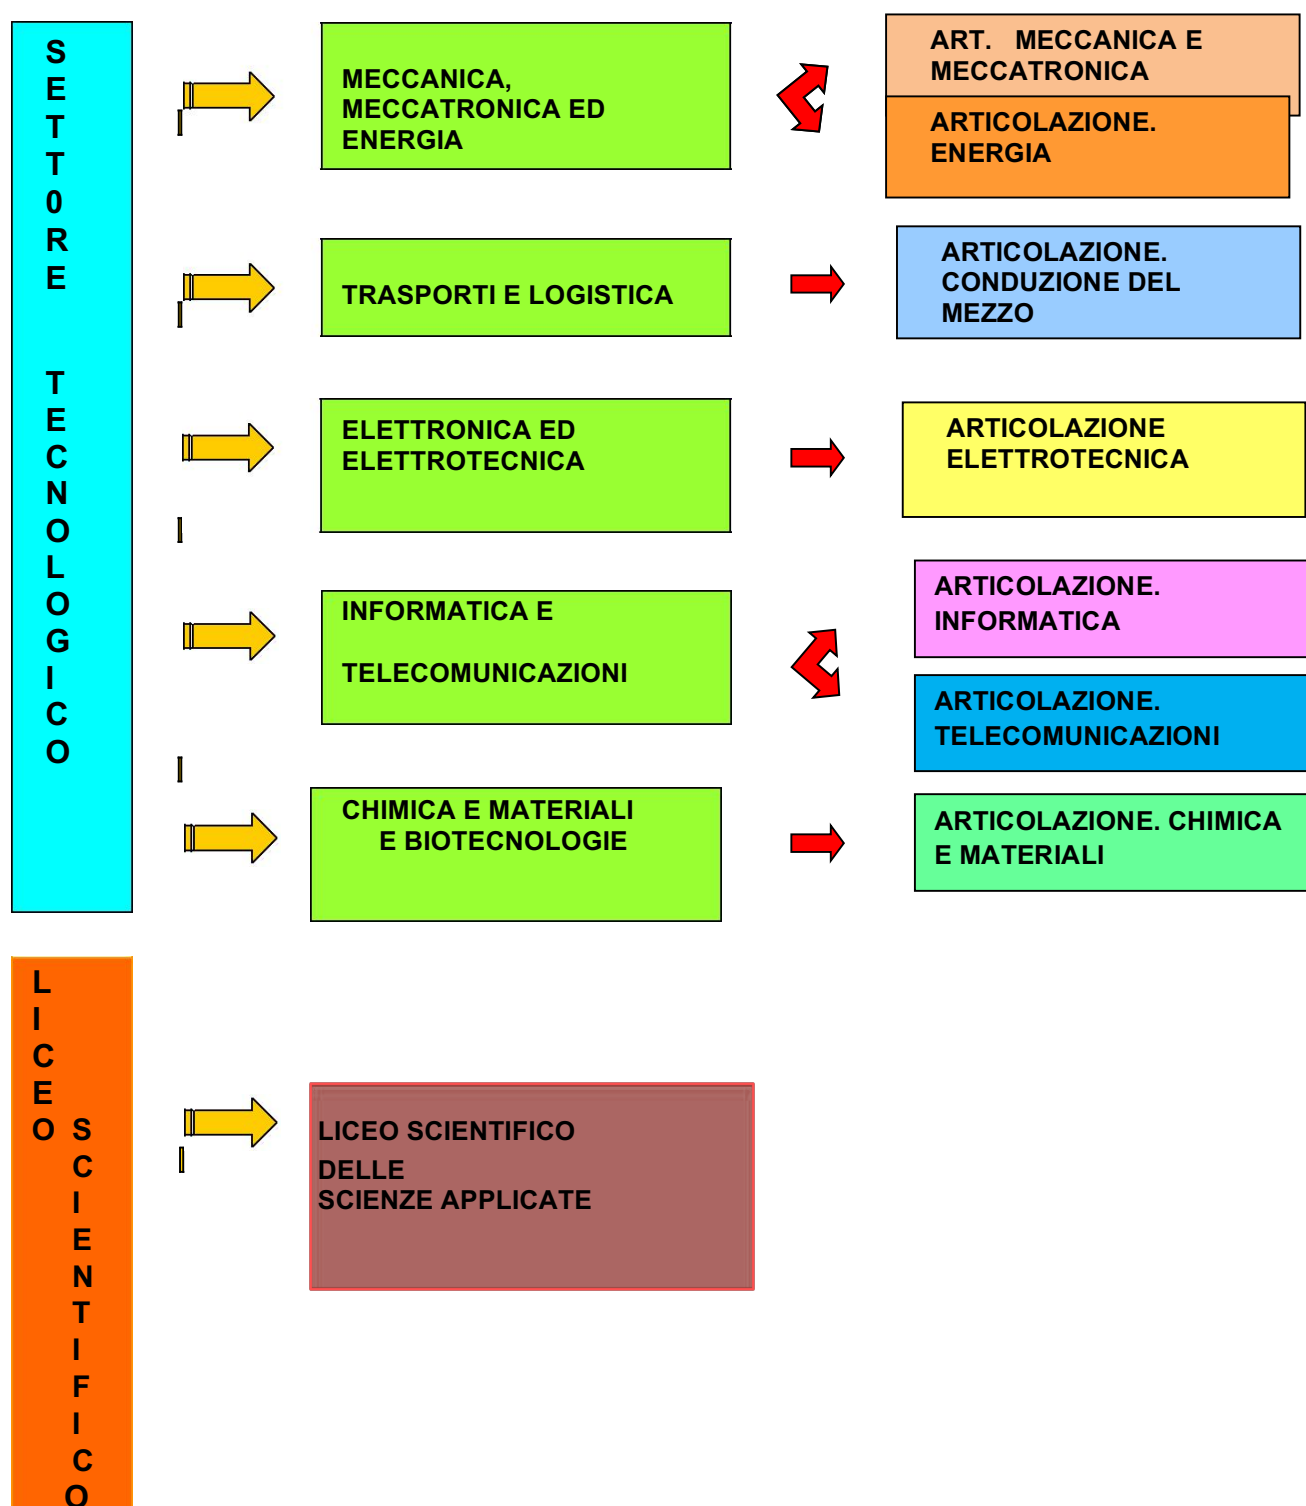 SETT0RE TECNOLOGICO
MECCANICA,
MECCATRONICA ED
ENERGIA
ART. MECCANICA E
MECCATRONICA
ARTICOLAZIONE.
ENERGIA
TRASPORTI E LOGISTICA
ARTICOLAZIONE.
CONDUZIONE DEL
MEZZO
ELETTRONICA ED
ELETTROTECNICA
ARTICOLAZIONE
ELETTROTECNICA
INFORMATICA E
TELECOMUNICAZIONI
ARTICOLAZIONE.
INFORMATICA
ARTICOLAZIONE.
TELECOMUNICAZIONI
CHIMICA E MATERIALI
E BIOTECNOLOGIE
ARTICOLAZIONE. CHIMICA
E MATERIALI
LICEO
SCIENTIFICO
LICEO SCIENTIFICO
DELLE
SCIENZE APPLICATE